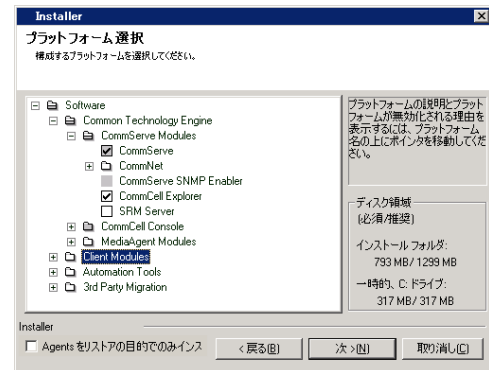 Installer
プラットフォーム選択
構成するプラットフォームを選択してください。
Software
Common Technology Engine
CommServe Modules
CommServe
CommNet
CommServe SNMP Enabler
CommCell Explorer
SRM Server
CommCell Console
MediaAgent Modules
Client Modules
Automation Tools
3rd Party Migration
プラットフォームの説明とプラット
フォームが無効化される理由を
表示するには、プラットフォーム
名の上にポインタを移動してくだ
さい。
ディスク領域
(必須/推奨)
インストール フォルダ:
793 MB/ 1299 MB
一時的、C: ドライブ:
317 MB/ 317 MB
Installer
Agents をリストアの目的でのみインス
< 戻る(B)
次 >(N)
取り消し(C)